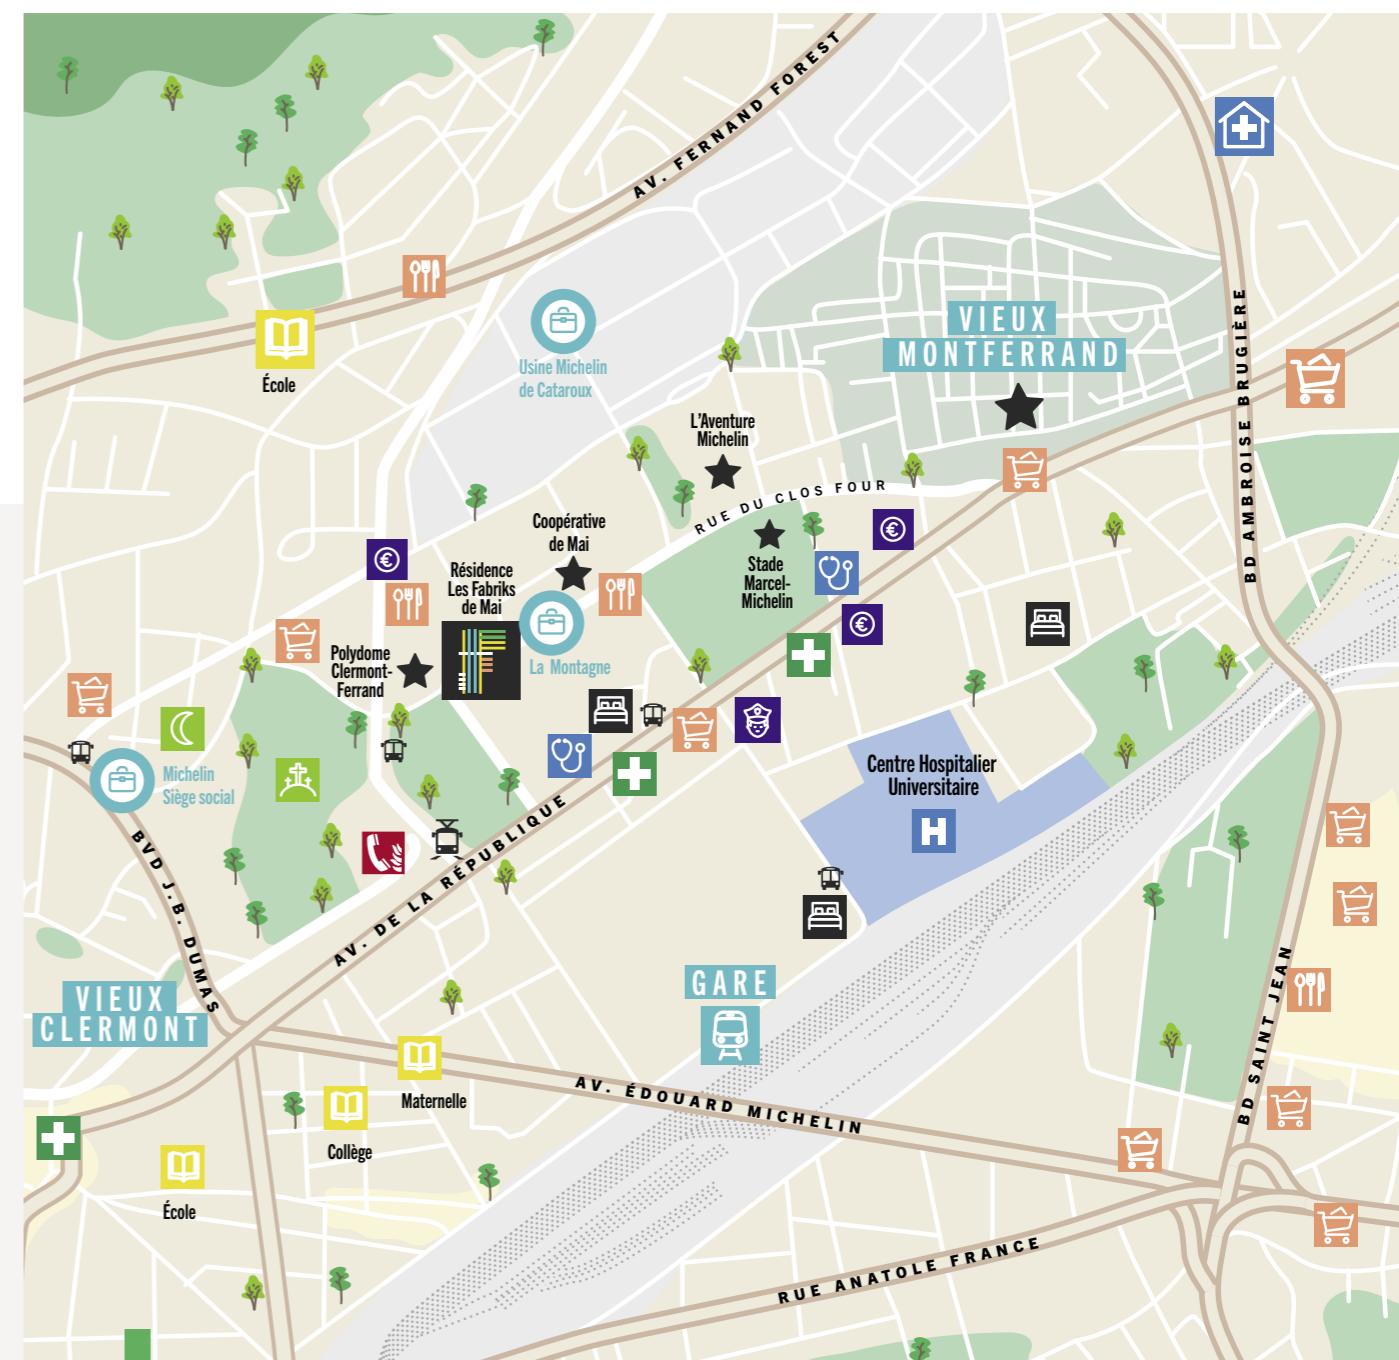 AV. FERNAND FOREST
École
Usine Michelin
de Cataroux
VIEUX
MONTFERRAND
BD AMBROISE BRUGIÈRE
L'Aventure
Michelin
RUE DU CLOS FOUR
Coopérative
de Mai
Stade
Marcel-
Michelin
€
€
€
Résidence
Les Fabriks
de Mai
Polydome
Clermont-
Ferrand
La Montagne
Michelin
Siège social
Centre Hospitalier
Universitaire
H
BVD J.B. DUMAS
AV. DE LA RÉPUBLIQUE
VIEUX
CLERMONT
GARE
BD SAINT JEAN
Maternelle
AV. ÉDOUARD MICHELIN
Collège
École
RUE ANATOLE FRANCE